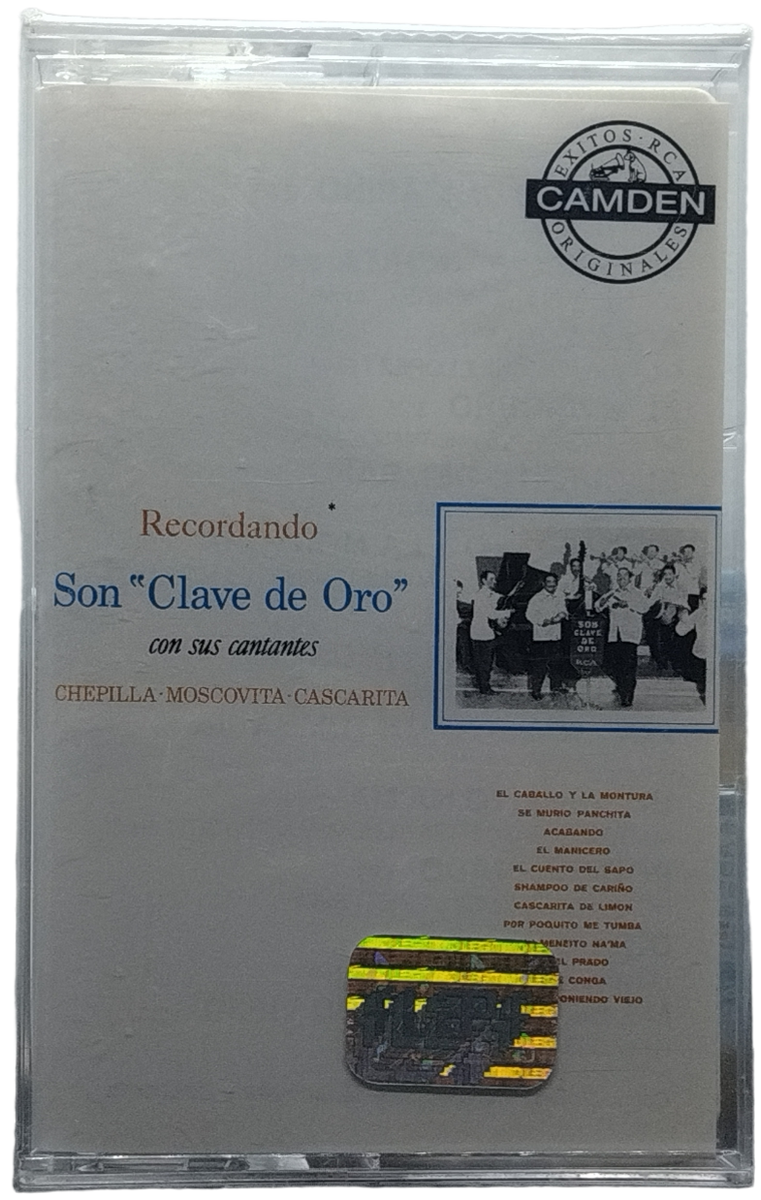 EXITOS · RCA
CAMDEN
ORIGINALES
Recordando *
Son "Clave de Oro"
con sus cantantes
CHEPILLA · MOSCOVITA · CASCARITA
SON
CLAVE
DE
ORO
RCA
EL CABALLO Y LA MONTURA
SE MURIO PANCHITA
ACABANDO
EL MANICERO
EL CUENTO DEL SAPO
SHAMPOO DE CARIÑO
CASCARITA DE LIMON
POR POQUITO ME TUMBA
NA'MA
EL PRADO
CONGA
ONIENDO VIEJO